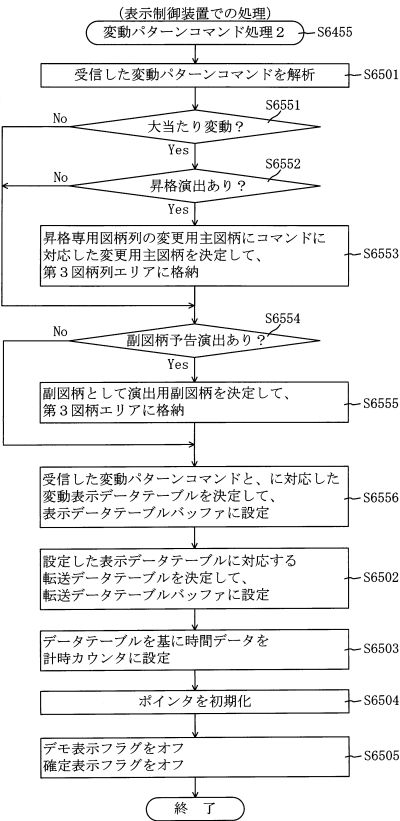 (表示制御装置での処理)
変動パターンコマンド処理2
S6455
受信した変動パターンコマンドを解析
S6501
S6551
大当たり変動?
No
Yes
S6552
昇格演出あり?
No
Yes
昇格専用図柄列の変更用主図柄にコマンドに
対応した変更用主図柄を決定して、
第3図柄列エリアに格納
S6553
S6554
副図柄予告演出あり?
No
Yes
副図柄として演出用副図柄を決定して、
第3図柄エリアに格納
S6555
受信した変動パターンコマンドと、に対応した
変動表示データテーブルを決定して、
表示データテーブルバッファに設定
S6556
設定した表示データテーブルに対応する
転送データテーブルを決定して、
転送データテーブルバッファに設定
S6502
データテーブルを基に時間データを
計時カウンタに設定
S6503
ポインタを初期化
S6504
デモ表示フラグをオフ
確定表示フラグをオフ
S6505
終 了